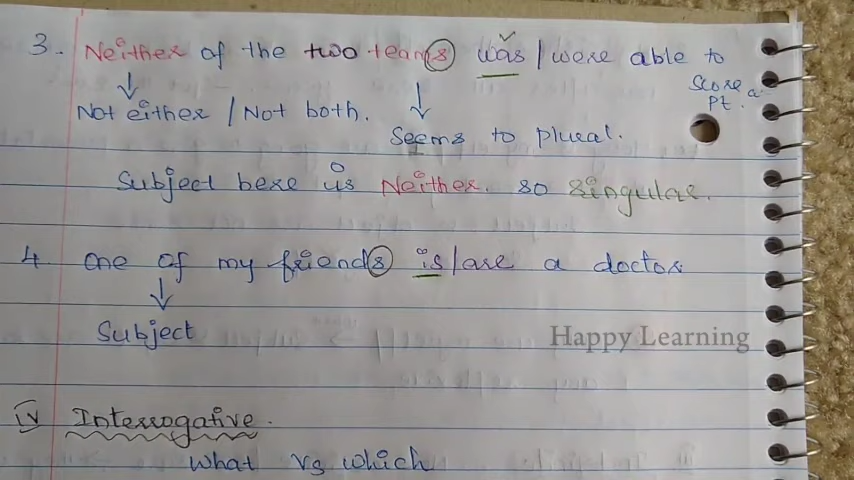 3. Neither of the two teams was / were able to
score a
pt.
Not either / Not both.
Seems to plural.
Subject here is Neither. so singular.
4 One of my friends is/are a doctor
Subject
Happy Learning
iv Interrogative.
What vs which